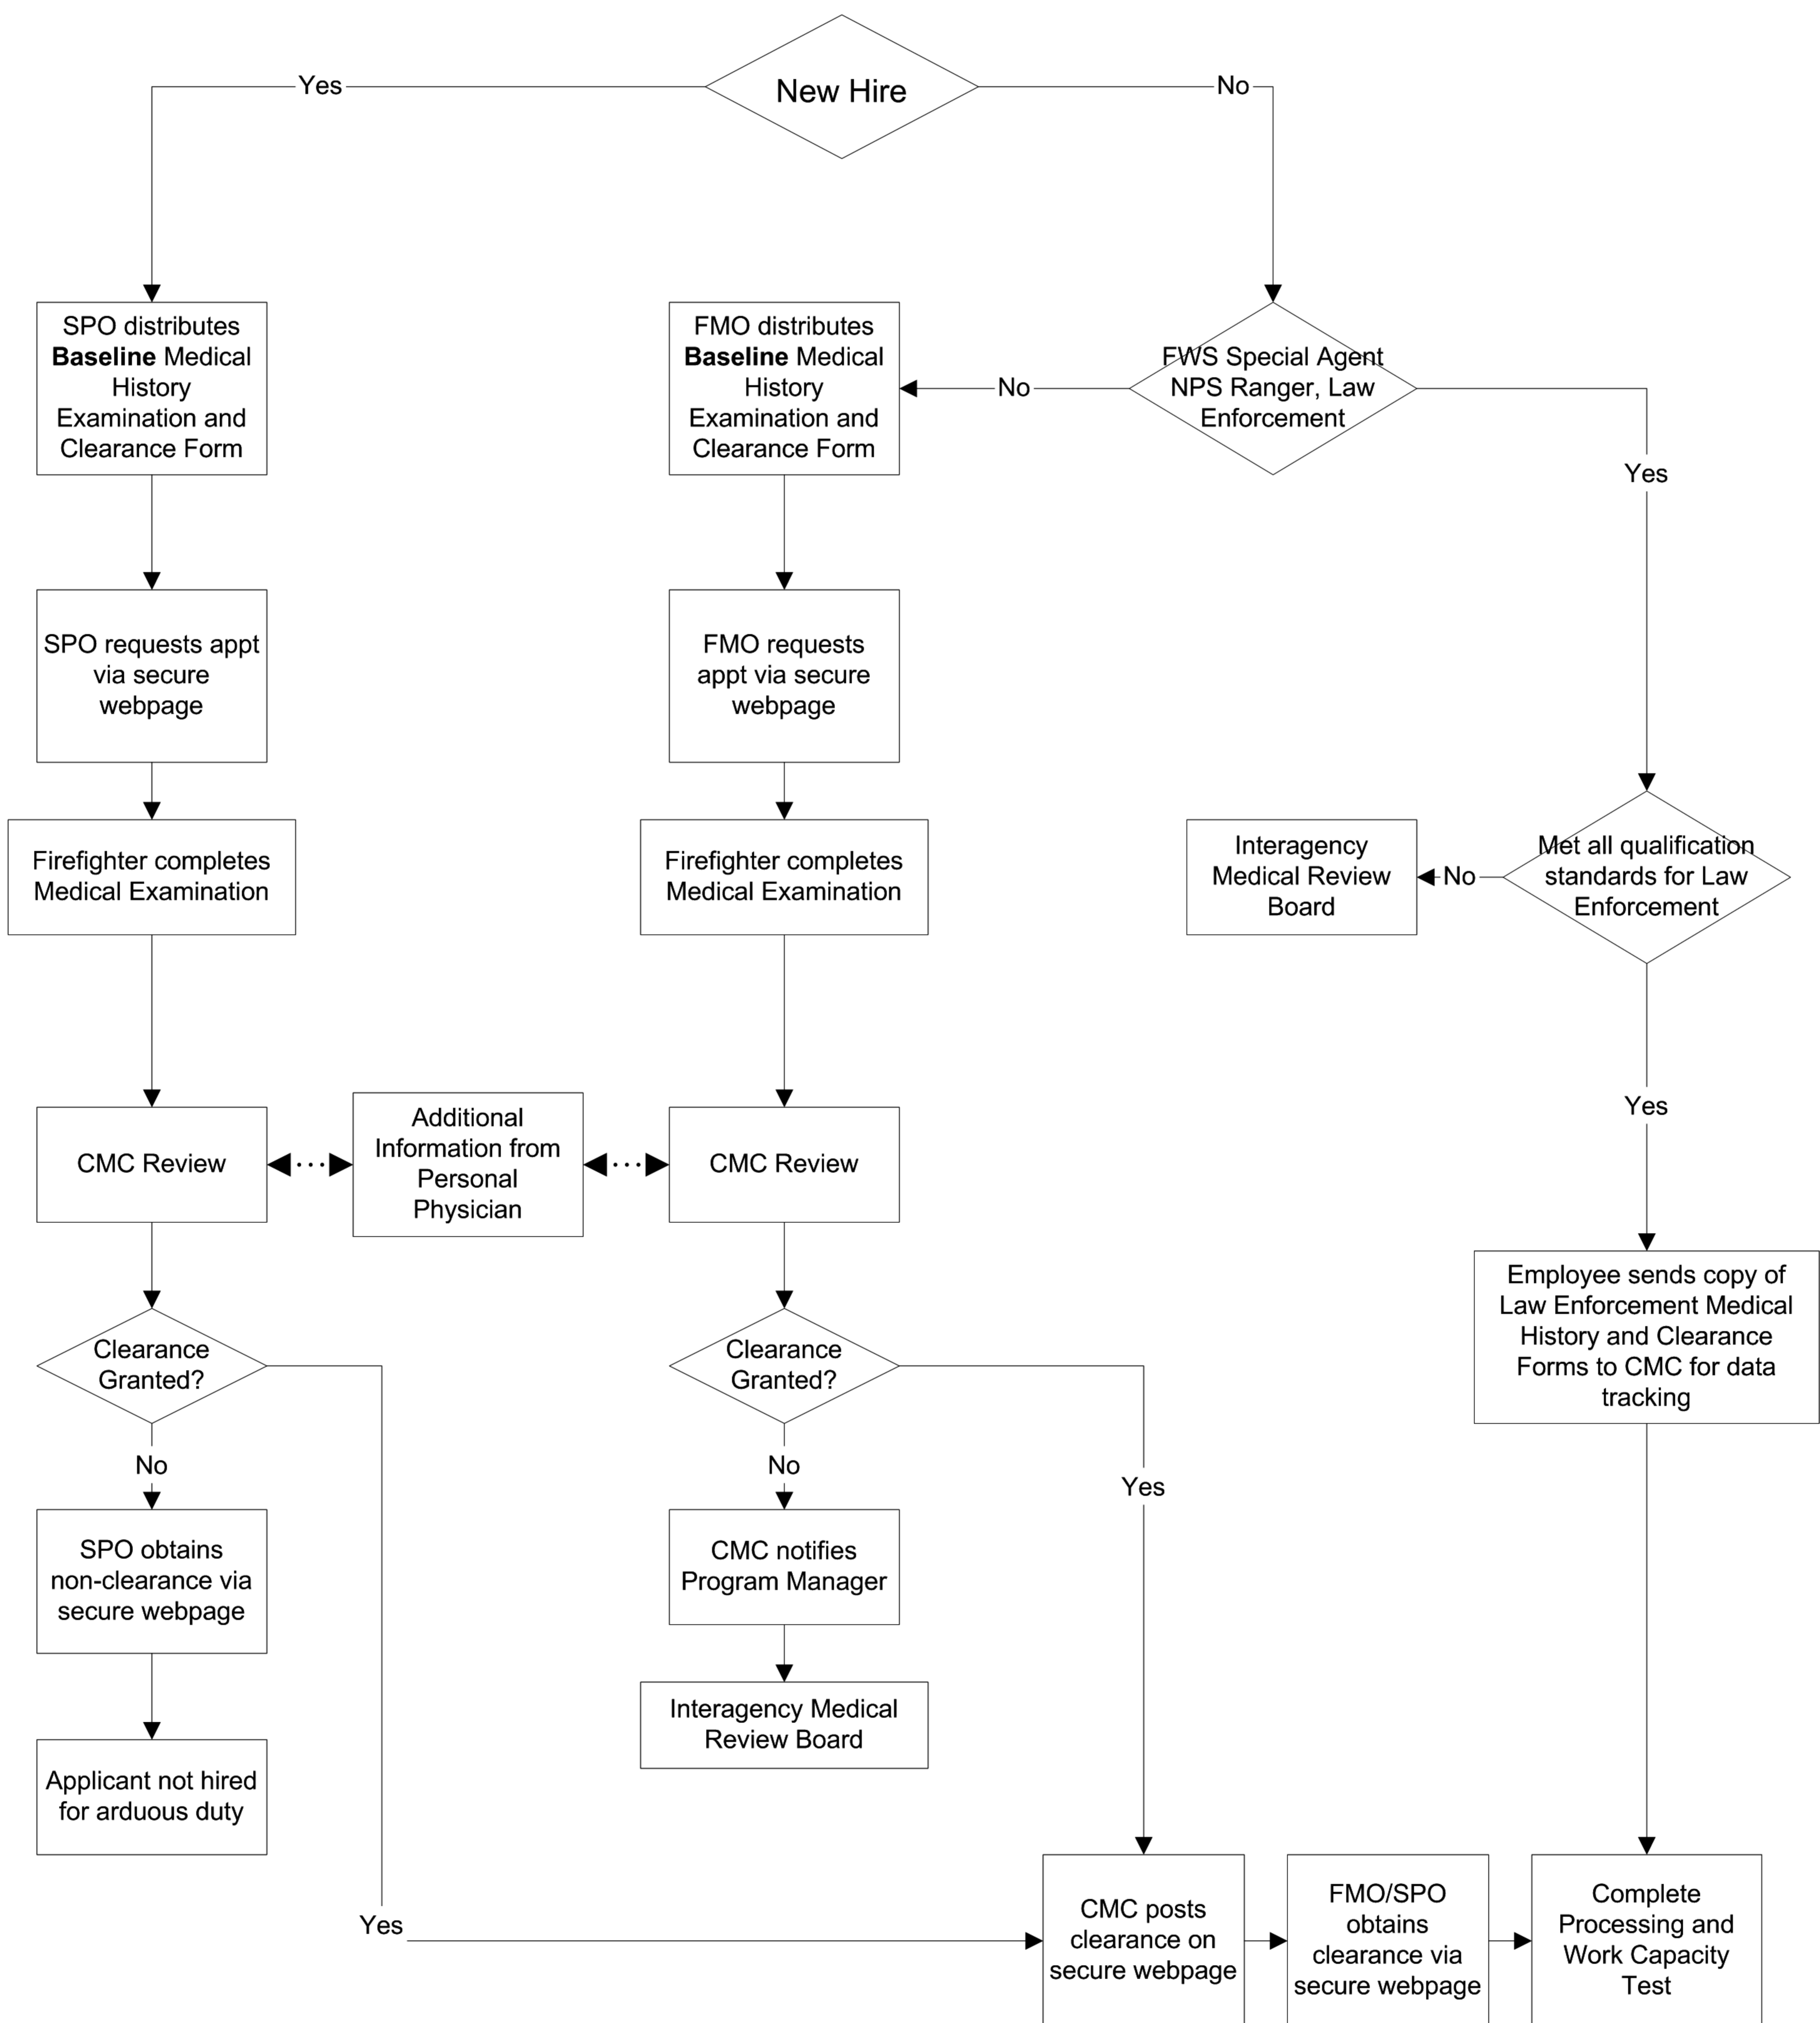 New Hire
Yes
No
SPO distributes
Baseline Medical
History
Examination and
Clearance Form
FMO distributes
Baseline Medical
History
Examination and
Clearance Form
No
FWS Special Agent
NPS Ranger, Law
Enforcement
Yes
SPO requests appt
via secure
webpage
FMO requests
appt via secure
webpage
Firefighter completes
Medical Examination
Firefighter completes
Medical Examination
Interagency
Medical Review
Board
No
Met all qualification
standards for Law
Enforcement
Yes
CMC Review
Additional
Information from
Personal
Physician
CMC Review
Employee sends copy of
Law Enforcement Medical
History and Clearance
Forms to CMC for data
tracking
Clearance
Granted?
Clearance
Granted?
No
No
Yes
SPO obtains
non-clearance via
secure webpage
CMC notifies
Program Manager
Interagency Medical
Review Board
Applicant not hired
for arduous duty
Yes
CMC posts
clearance on
secure webpage
FMO/SPO
obtains
clearance via
secure webpage
Complete
Processing and
Work Capacity
Test